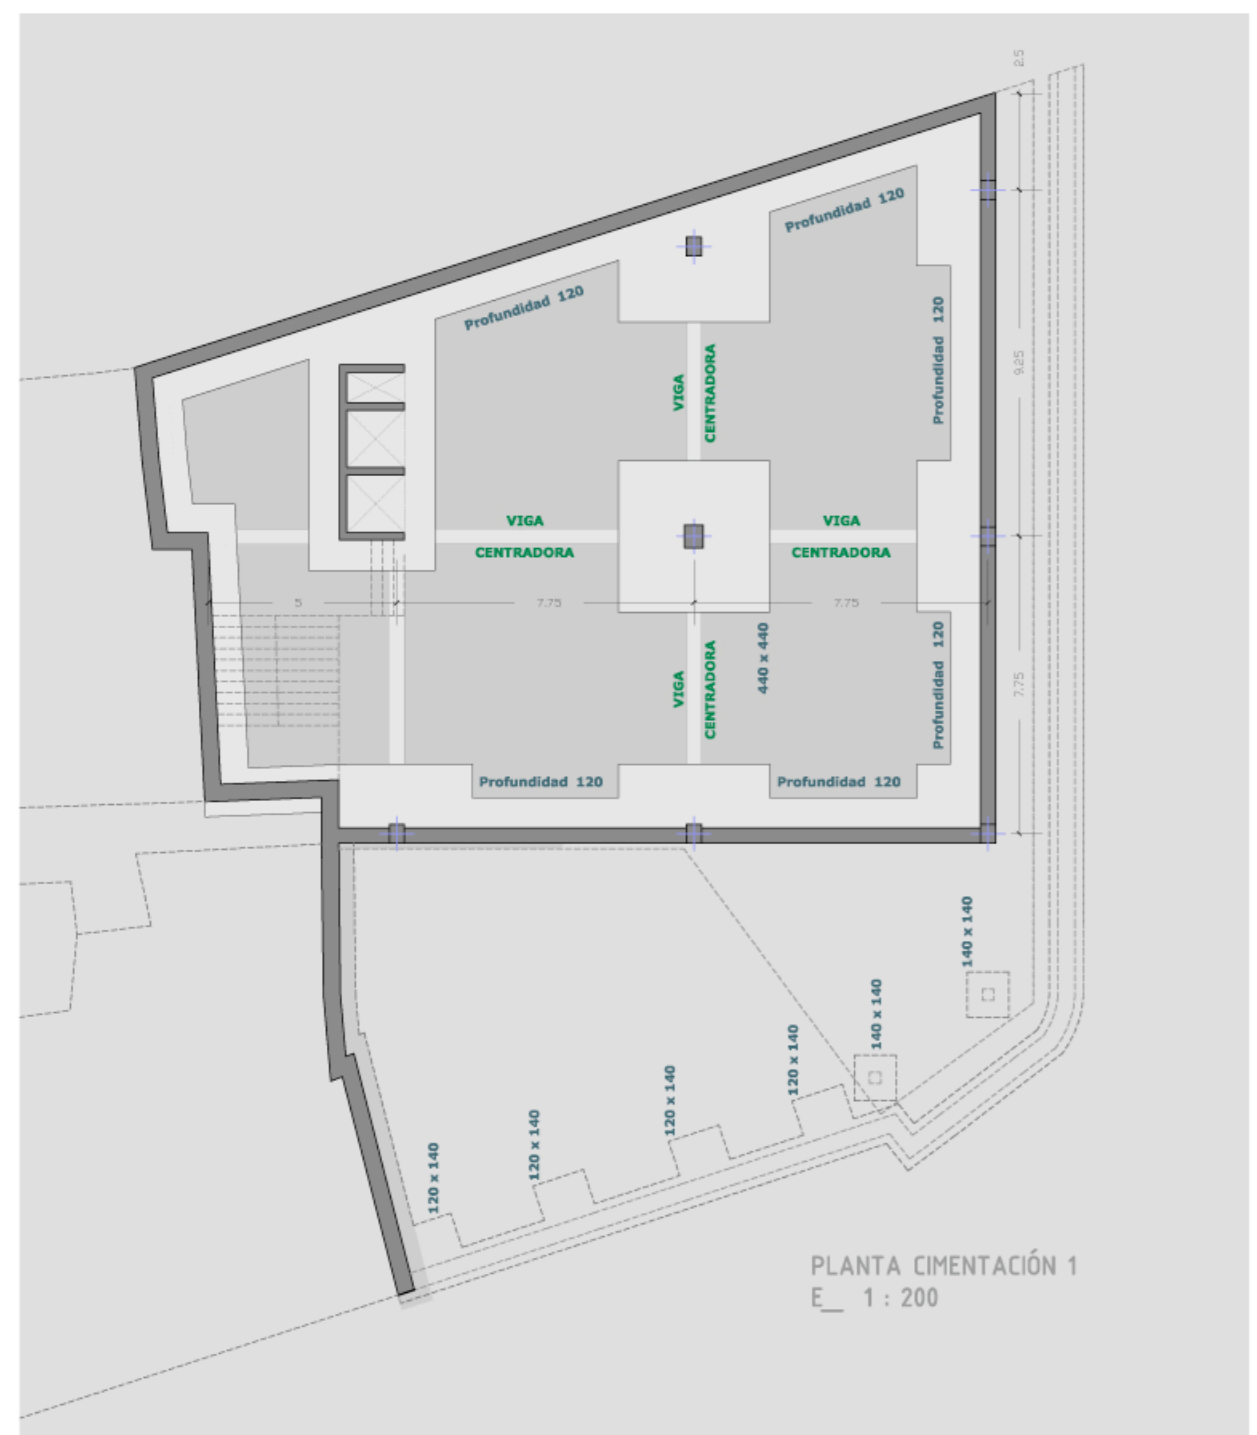 2.5
Profundidad 120
Profundidad 120
Profundidad 120
9.25
VIGA
CENTRADORA
VIGA
CENTRADORA
VIGA
CENTRADORA
5
7.75
7.75
VIGA
CENTRADORA
440 x 440
Profundidad 120
7.75
Profundidad 120
Profundidad 120
140 x 140
140 x 140
120 x 140
120 x 140
120 x 140
120 x 140
PLANTA CIMENTACIÓN 1
E_ 1 : 200